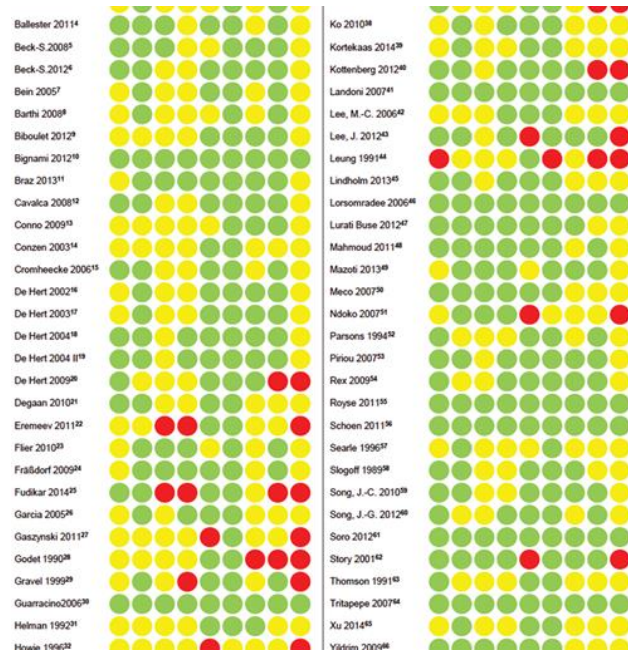 Ballester 2011⁴
Beck-S.2008⁵
Beck-S.2012⁶
Bein 2005⁷
Barthi 2008⁸
Biboulet 2012⁹
Bignami 2012¹⁰
Braz 2013¹¹
Cavalca 2008¹²
Conno 2009¹³
Conzen 2003¹⁴
Cromheecke 2006¹⁵
De Hert 2002¹⁶
De Hert 2003¹⁷
De Hert 2004¹⁸
De Hert 2004 II¹⁹
De Hert 2009²⁰
Degaan 2010²¹
Eremeev 2011²²
Flier 2010²³
Fräßdorf 2009²⁴
Fudikar 2014²⁵
Garcia 2005²⁶
Gaszynski 2011²⁷
Godet 1990²⁸
Gravel 1999²⁹
Guarracino2006³⁰
Helman 1992³¹
Howie 1996³²
Ko 2010³⁸
Kortekaas 2014³⁹
Kottenberg 2012⁴⁰
Landoni 2007⁴¹
Lee, M.-C. 2006⁴²
Lee, J. 2012⁴³
Leung 1991⁴⁴
Lindholm 2013⁴⁵
Lorsomradee 2006⁴⁶
Lurati Buse 2012⁴⁷
Mahmoud 2011⁴⁸
Mazoti 2013⁴⁹
Meco 2007⁵⁰
Ndoko 2007⁵¹
Parsons 1994⁵²
Piriou 2007⁵³
Rex 2009⁵⁴
Royse 2011⁵⁵
Schoen 2011⁵⁶
Searle 1996⁵⁷
Slogoff 1989⁵⁸
Song, J.-C. 2010⁵⁹
Song, J.-G. 2012⁶⁰
Soro 2012⁶¹
Story 2001⁶²
Thomson 1991⁶³
Tritapepe 2007⁶⁴
Xu 2014⁶⁵
Yildrim 2009⁶⁶